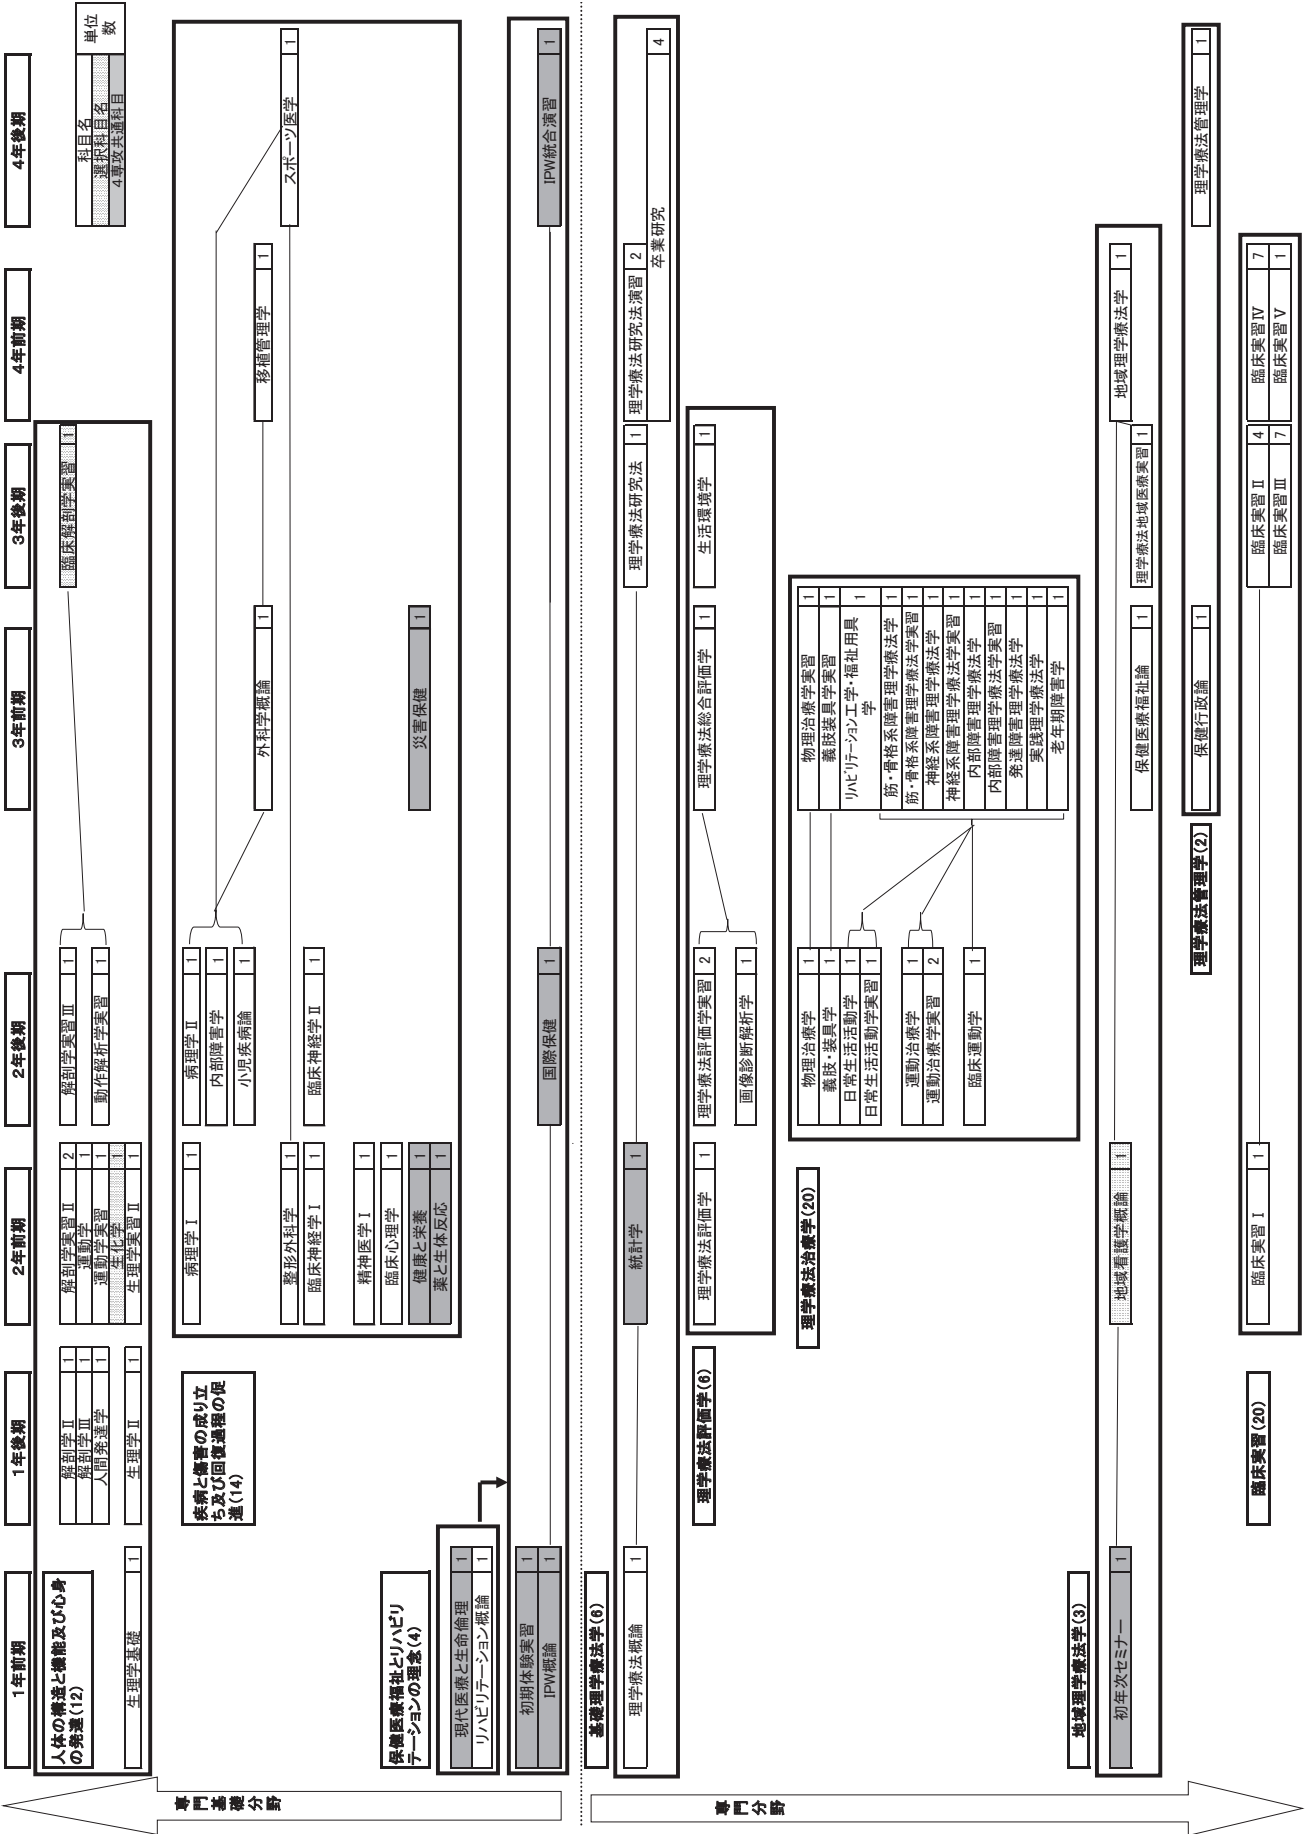 1年前期
1年後期
2年前期
2年後期
3年前期
3年後期
4年前期
4年後期
科目名
選択科目名
4専攻共通科目
単位
数
専門基礎分野
人体の構造と機能及び心身
の発達(12)
生理学基礎 1
解剖学Ⅱ 1
解剖学Ⅲ 1
人間発達学 1
生理学Ⅱ 1
解剖学実習Ⅱ 2
運動学 1
運動学実習 1
生化学 1
生理学実習Ⅱ 1
解剖学実習Ⅲ 1
動作解析学実習 1
臨床解剖学実習 1
疾病と傷害の成り立
ち及び回復過程の促
進(14)
病理学Ⅰ 1
整形外科学 1
臨床神経学Ⅰ 1
精神医学Ⅰ 1
臨床心理学 1
健康と栄養 1
薬と生体反応 1
病理学Ⅱ 1
内部障害学 1
小児疾病論 1
臨床神経学Ⅱ 1
外科学概論 1
災害保健 1
移植管理学 1
スポーツ医学 1
保健医療福祉とリハビリ
テーションの理念(4)
現代医療と生命倫理 1
リハビリテーション概論 1
初期体験実習 1
IPW概論 1
国際保健 1
IPW統合演習 1
専門分野
基礎理学療法学(6)
理学療法概論 1
統計学 1
理学療法研究法 1
理学療法研究法演習 2
卒業研究 4
理学療法評価学(6)
理学療法評価学 1
理学療法評価学実習 2
画像診断解析学 1
理学療法総合評価学 1
生活環境学 1
理学療法治療学(20)
物理治療学 1
義肢・装具学 1
日常生活活動学 1
日常生活活動学実習 1
運動治療学 1
運動治療学実習 2
臨床運動学 1
物理治療学実習 1
義肢装具学実習 1
リハビリテーション工学・福祉用具
学 1
筋・骨格系障害理学療法学 1
筋・骨格系障害理学療法学実習 1
神経系障害理学療法学 1
神経系障害理学療法学実習 1
内部障害理学療法学 1
内部障害理学療法学実習 1
発達障害理学療法学 1
実践理学療法学 1
老年期障害学 1
地域理学療法学(3)
初年次セミナー 1
地域看護学概論 1
保健医療福祉論 1
理学療法地域医療実習 1
地域理学療法学 1
理学療法管理学(2)
保健行政論 1
理学療法管理学 1
臨床実習(20)
臨床実習Ⅰ 1
臨床実習Ⅱ 4
臨床実習Ⅲ 7
臨床実習Ⅳ 7
臨床実習Ⅴ 1